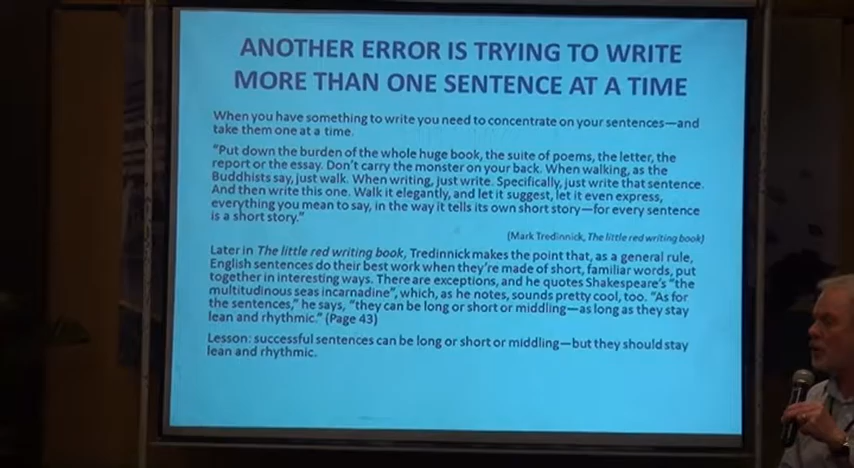 ANOTHER ERROR IS TRYING TO WRITE
MORE THAN ONE SENTENCE AT A TIME
When you have something to write you need to concentrate on your sentences—and
take them one at a time.
"Put down the burden of the whole huge book, the suite of poems, the letter, the
report or the essay. Don't carry the monster on your back. When walking, as the
Buddhists say, just walk. When writing, just write. Specifically, just write that sentence.
And then write this one. Walk it elegantly, and let it suggest, let it even express,
everything you mean to say, in the way it tells its own short story—for every sentence
is a short story."
(Mark Tredinnick, The little red writing book)
Later in The little red writing book, Tredinnick makes the point that, as a general rule,
English sentences do their best work when they're made of short, familiar words, put
together in interesting ways. There are exceptions, and he quotes Shakespeare's "the
multitudinous seas incarnadine", which, as he notes, sounds pretty cool, too. "As for
the sentences," he says, "they can be long or short or middling—as long as they stay
lean and rhythmic." (Page 43)
Lesson: successful sentences can be long or short or middling—but they should stay
lean and rhythmic.